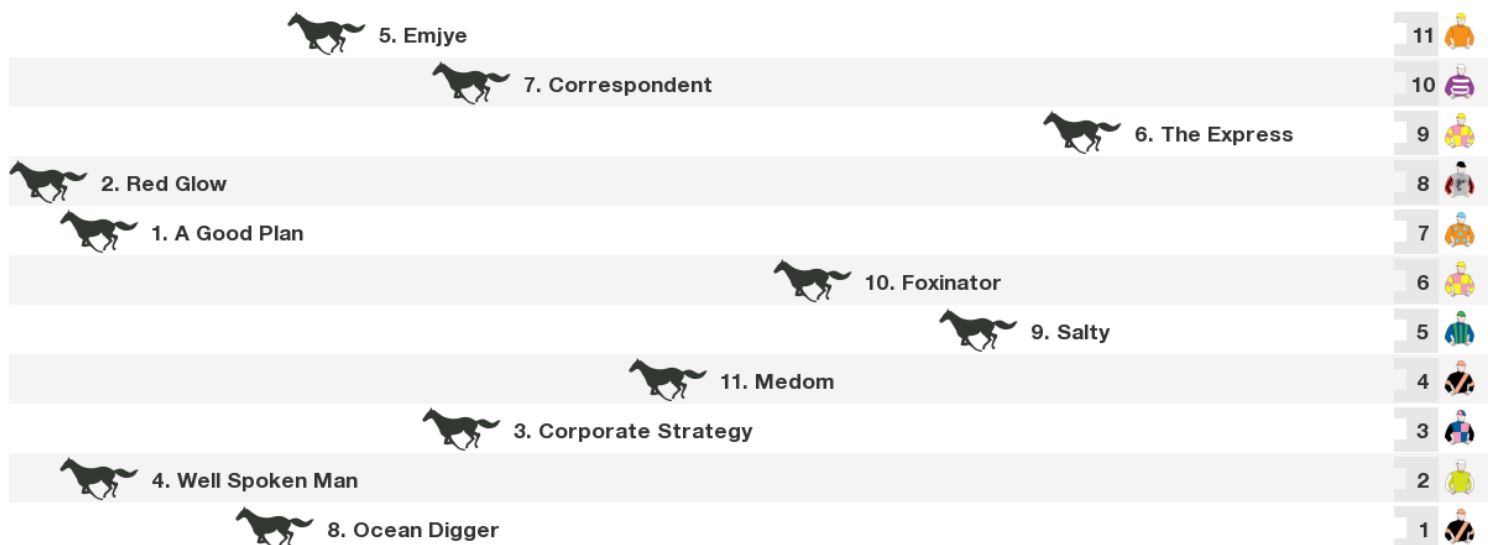 5. Emjye 11
7. Correspondent 10
6. The Express 9
2. Red Glow 8
1. A Good Plan 7
10. Foxinator 6
9. Salty 5
11. Medom 4
3. Corporate Strategy 3
4. Well Spoken Man 2
8. Ocean Digger 1